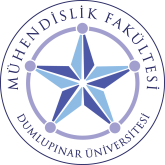 MÜHENDİSLİK FAKÜLTESİ
DUMLUPINAR ÜNİVERSİTESİ